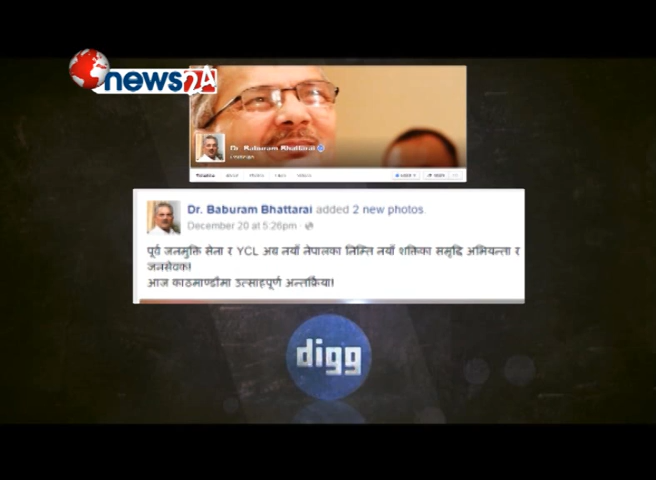 news24
Dr. Baburam Bhattarai
Dr. Baburam Bhattarai added 2 new photos.
December 20 at 5:26pm ·
पूर्व जनमुक्ति सेना र YCL अब नयाँ नेपालका निम्ति नयाँ शक्तिका समृद्धि अभियन्ता र
जनसेवक!
आज काठमाण्डौमा उत्साहपूर्ण अन्तर्क्रिया!
digg